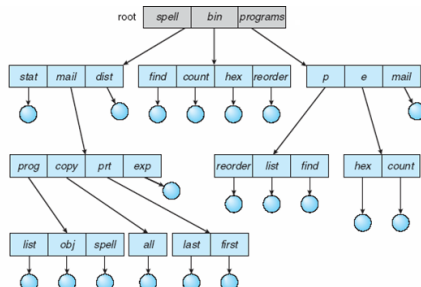 root spell bin programs
stat mail dist find count hex reorder p e mail
prog copy prt exp reorder list find hex count
list obj spell all last first